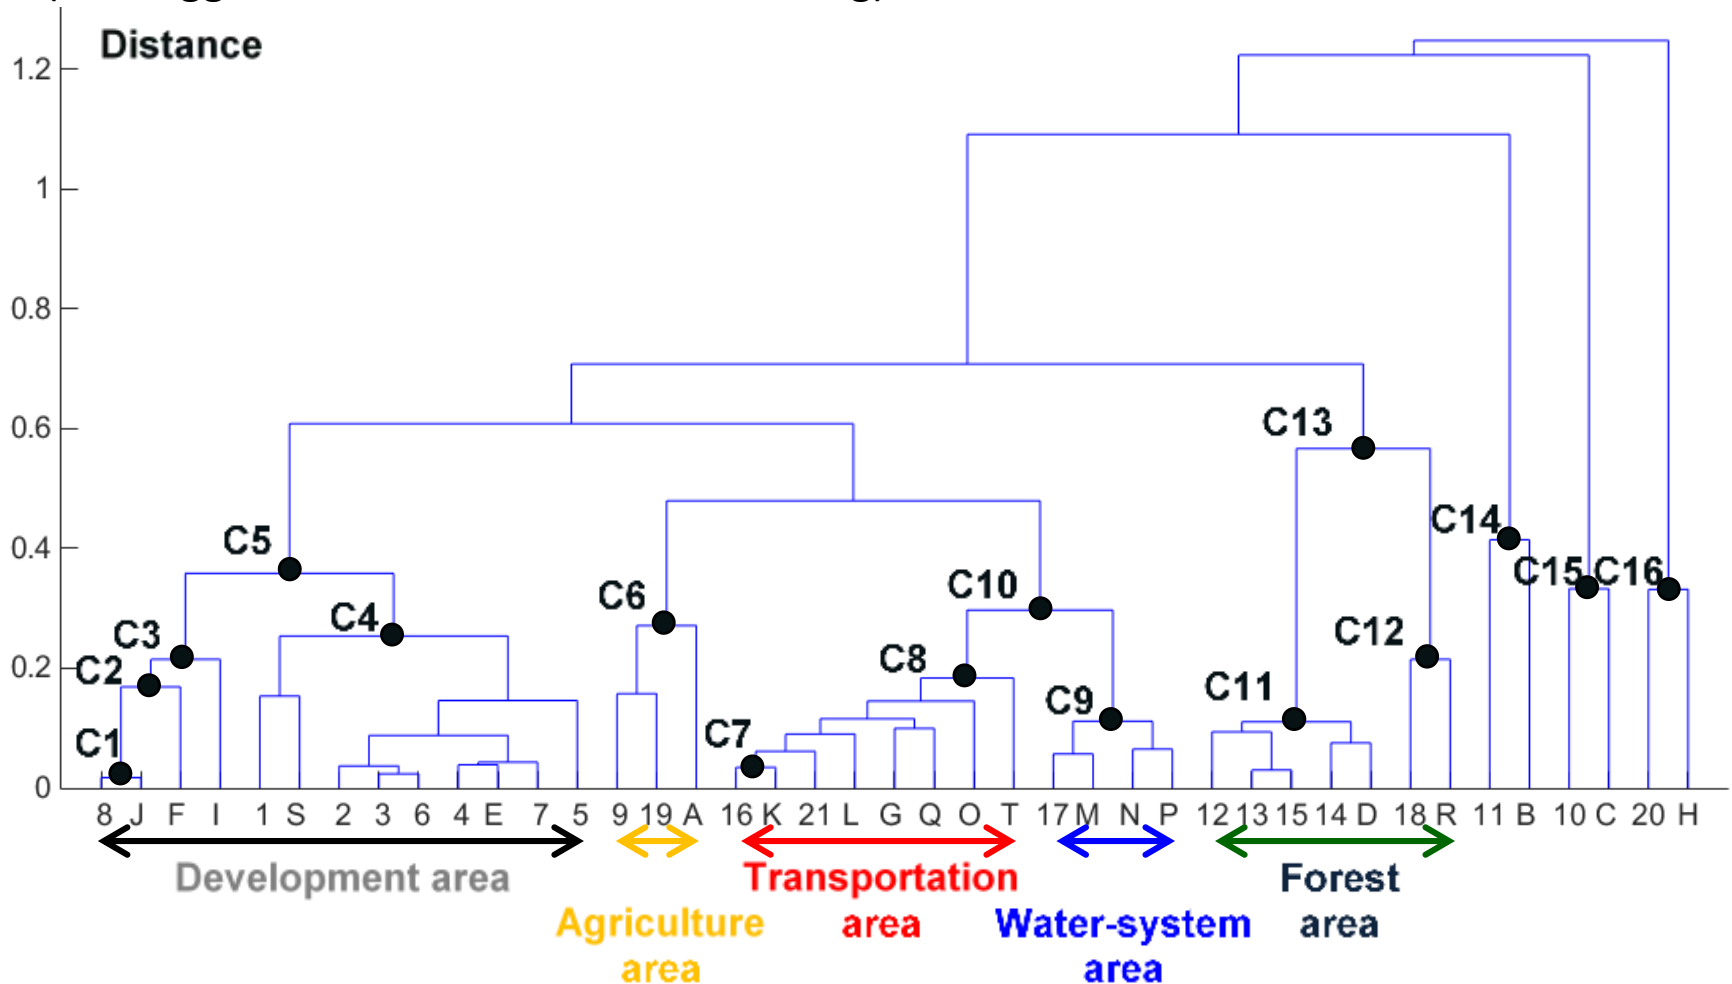 Distance
1.2
1
0.8
0.6
0.4
0.2
0
C13
C14
C5
C15 C16
C10
C6
C4
C3
C12
C8
C2
C11
C9
C7
C1
8 J F I 1 S 2 3 6 4 E 7 5 9 19 A 16 K 21 L G Q O T 17 M N P 12 13 15 14 D 18 R 11 B 10 C 20 H
Development area
Transportation
area
Forest
area
Agriculture
area
Water-system
area